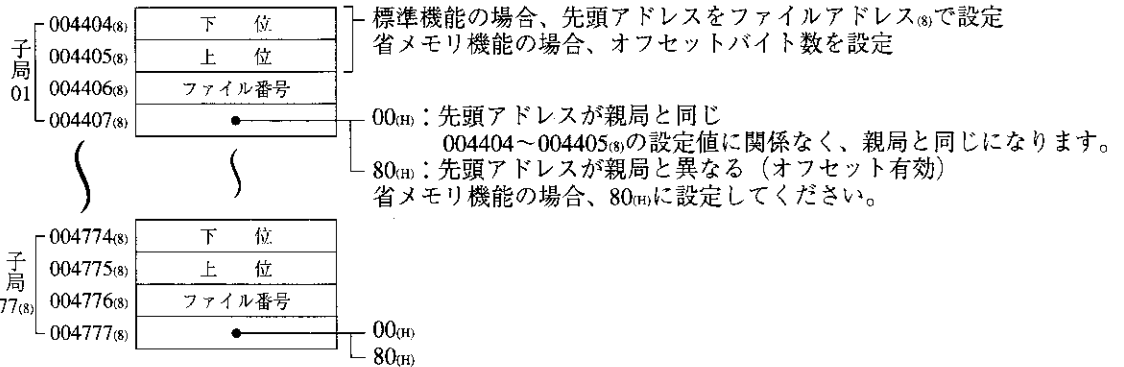 004404(8) 下 位 標準機能の場合、先頭アドレスをファイルアドレス(8)で設定
子局01 004405(8) 上 位 省メモリ機能の場合、オフセットバイト数を設定
004406(8) ファイル番号
004407(8) 00(H)：先頭アドレスが親局と同じ
004404～004405(8)の設定値に関係なく、親局と同じになります。
80(H)：先頭アドレスが親局と異なる（オフセット有効）
省メモリ機能の場合、80(H)に設定してください。
004774(8) 下 位
子局77(8) 004775(8) 上 位
004776(8) ファイル番号
004777(8) 00(H)
80(H)